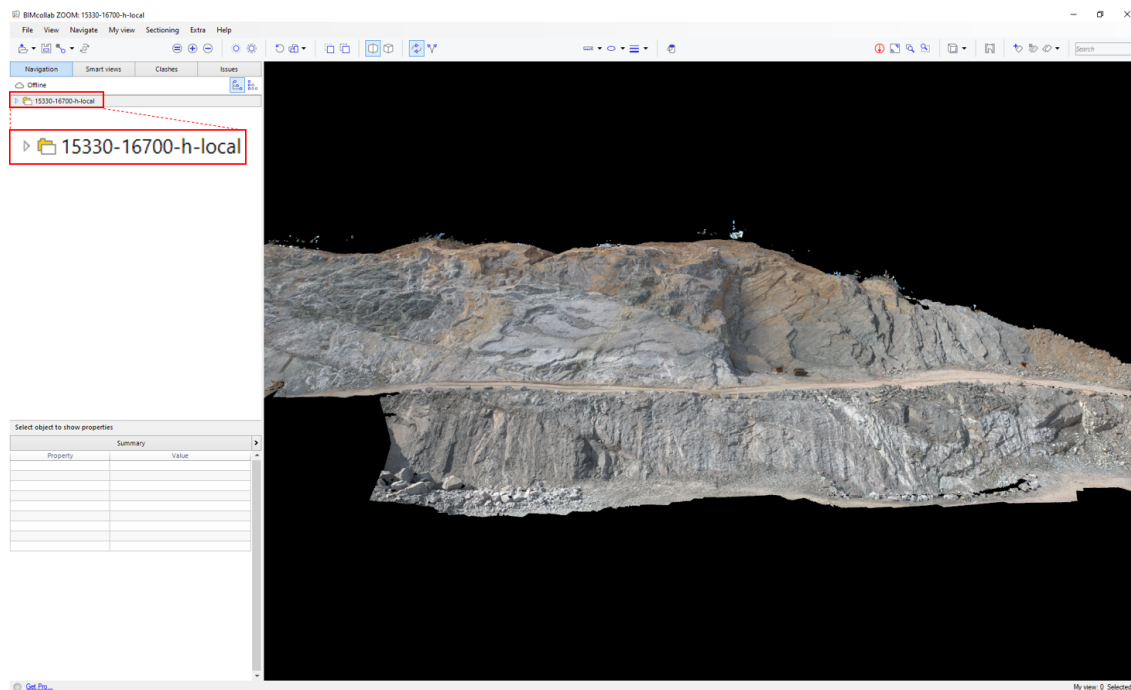 BIMcollab ZOOM: 15330-16700-h-local
File View Navigate My view Sectioning Extra Help
Search
Navigation Smart views Clashes Issues
Offline
15330-16700-h-local
15330-16700-h-local
Select object to show properties
Summary
Property Value
Get Pro...
My view: 0 Selected